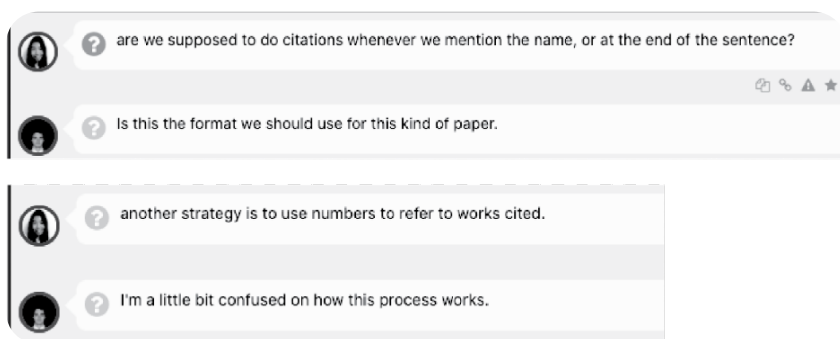 are we supposed to do citations whenever we mention the name, or at the end of the sentence?
Is this the format we should use for this kind of paper.
another strategy is to use numbers to refer to works cited.
I'm a little bit confused on how this process works.